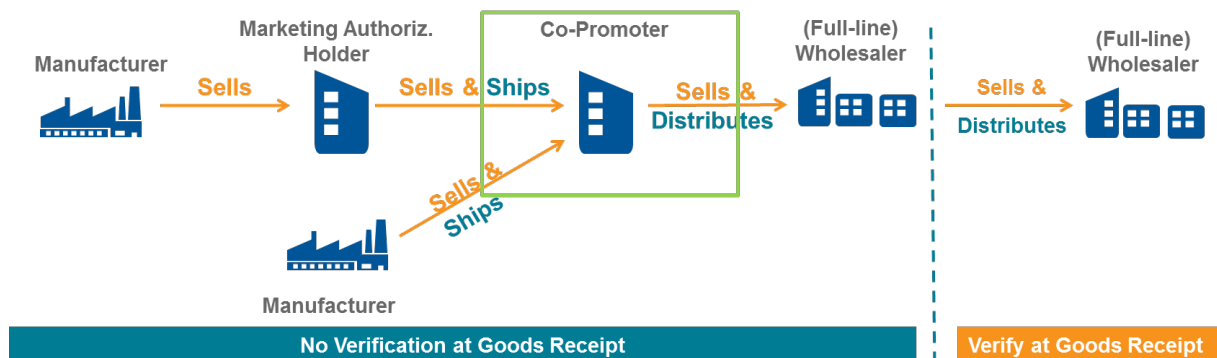 Marketing Authoriz.
Holder
Co-Promoter
(Full-line)
Wholesaler
(Full-line)
Wholesaler
Manufacturer
Sells
Sells & Ships
Sells &
Distributes
Sells &
Distributes
Sells &
Ships
Manufacturer
No Verification at Goods Receipt
Verify at Goods Receipt